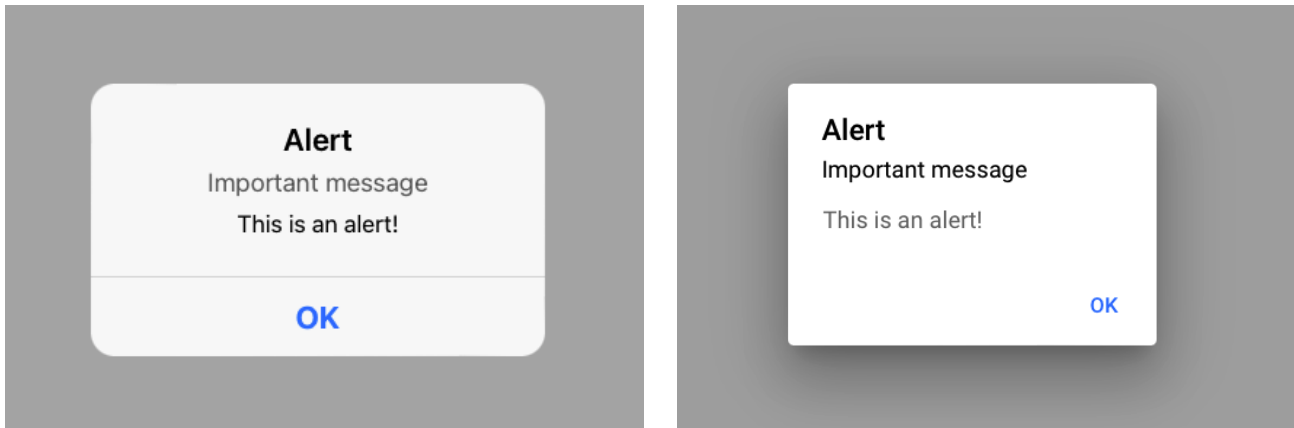 Alert
Important message
This is an alert!
OK
Alert
Important message
This is an alert!
OK